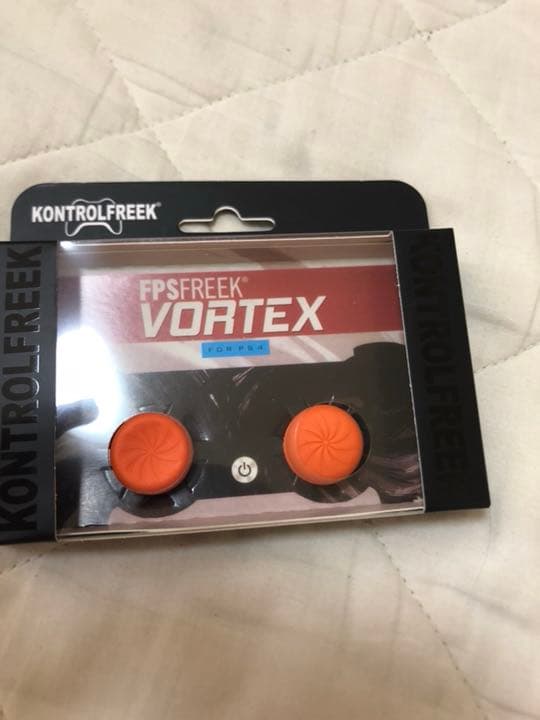 KONTROLFREEK®
KONTROLFREEK
FPSFREEK®
VORTEX
FOR PS4
KONTROLFREEK